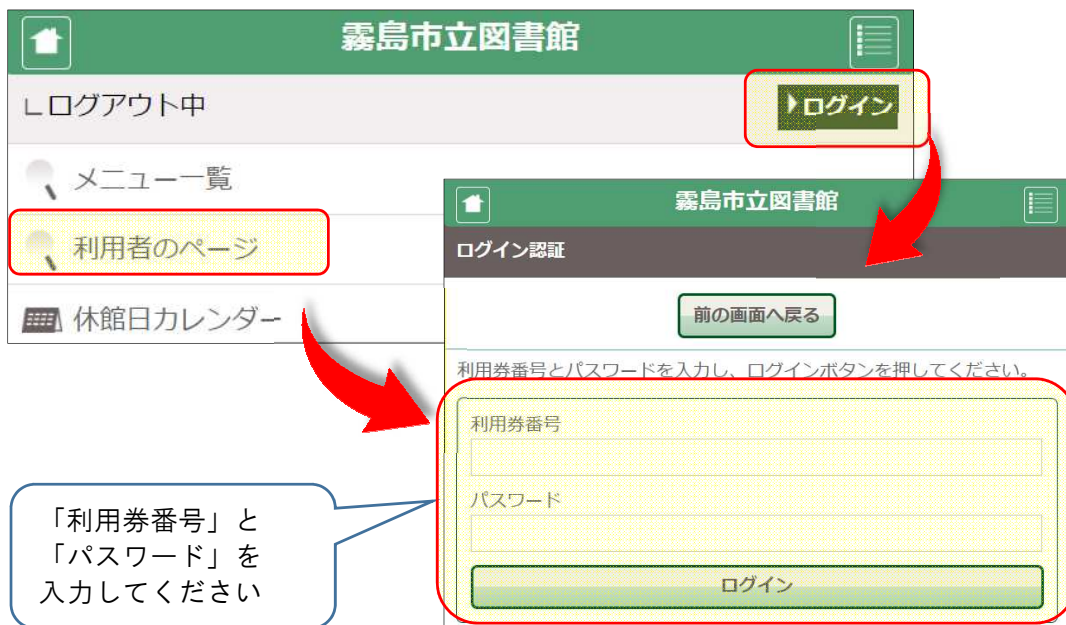 霧島市立図書館
∟ログアウト中
ログイン
メニュー一覧
利用者のページ
休館日カレンダー
霧島市立図書館
ログイン認証
前の画面へ戻る
利用券番号とパスワードを入力し、ログインボタンを押してください。
利用券番号
パスワード
ログイン
「利用券番号」と
「パスワード」を
入力してください